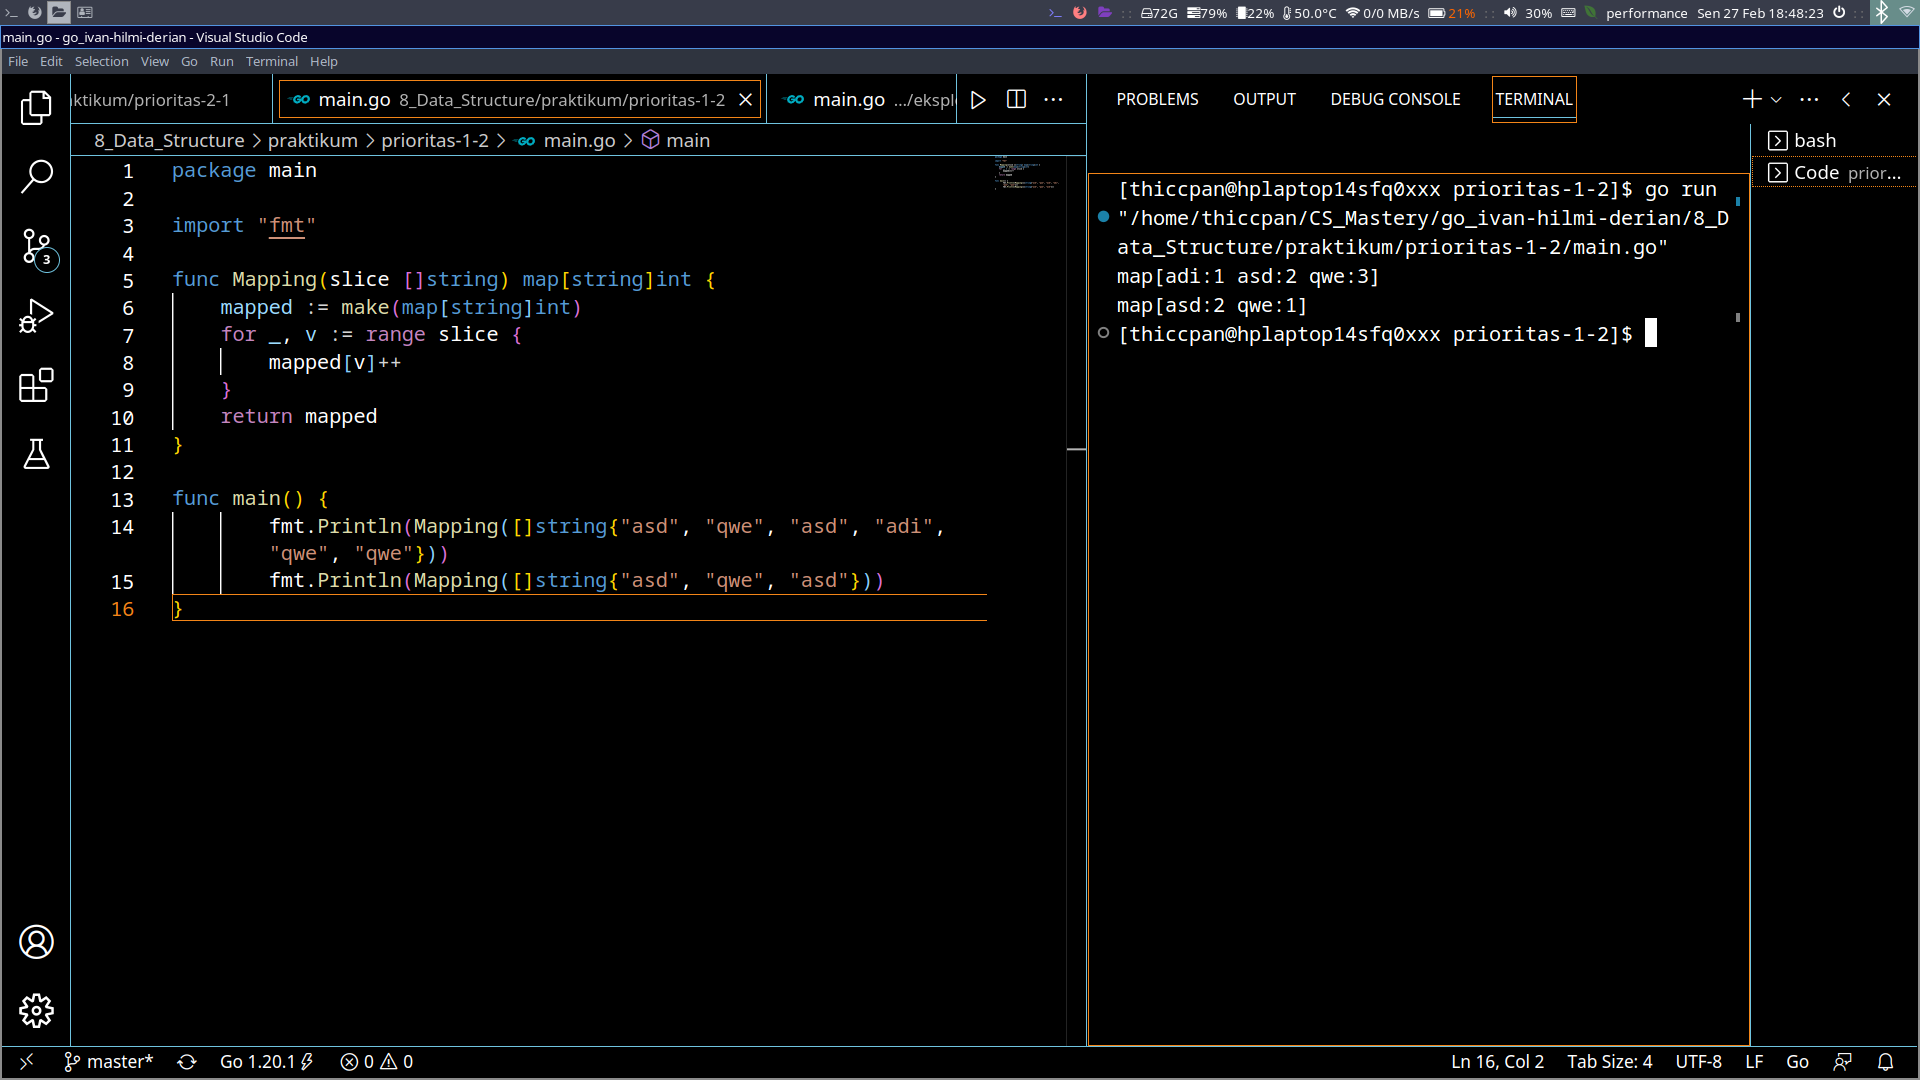 72G 79% 22% 50.0°C 0/0 MB/s 21% 30% performance Sen 27 Feb 18:48:23
main.go - go_ivan-hilmi-derian - Visual Studio Code
File Edit Selection View Go Run Terminal Help
ktikum/prioritas-2-1 main.go 8_Data_Structure/praktikum/prioritas-1-2 main.go .../ekspl
8_Data_Structure > praktikum > prioritas-1-2 > main.go > main
1 package main
2
3 import "fmt"
4
5 func Mapping(slice []string) map[string]int {
6 mapped := make(map[string]int)
7 for _, v := range slice {
8 mapped[v]++
9 }
10 return mapped
11 }
12
13 func main() {
14 fmt.Println(Mapping([]string{"asd", "qwe", "asd", "adi",
"qwe", "qwe"}))
15 fmt.Println(Mapping([]string{"asd", "qwe", "asd"}))
16 }
PROBLEMS OUTPUT DEBUG CONSOLE TERMINAL
[thiccpan@hplaptop14sfq0xxx prioritas-1-2]$ go run
"/home/thiccpan/CS_Mastery/go_ivan-hilmi-derian/8_D
ata_Structure/praktikum/prioritas-1-2/main.go"
map[adi:1 asd:2 qwe:3]
map[asd:2 qwe:1]
[thiccpan@hplaptop14sfq0xxx prioritas-1-2]$
bash
Code prior...
3
master* Go 1.20.1 0 0 Ln 16, Col 2 Tab Size: 4 UTF-8 LF Go